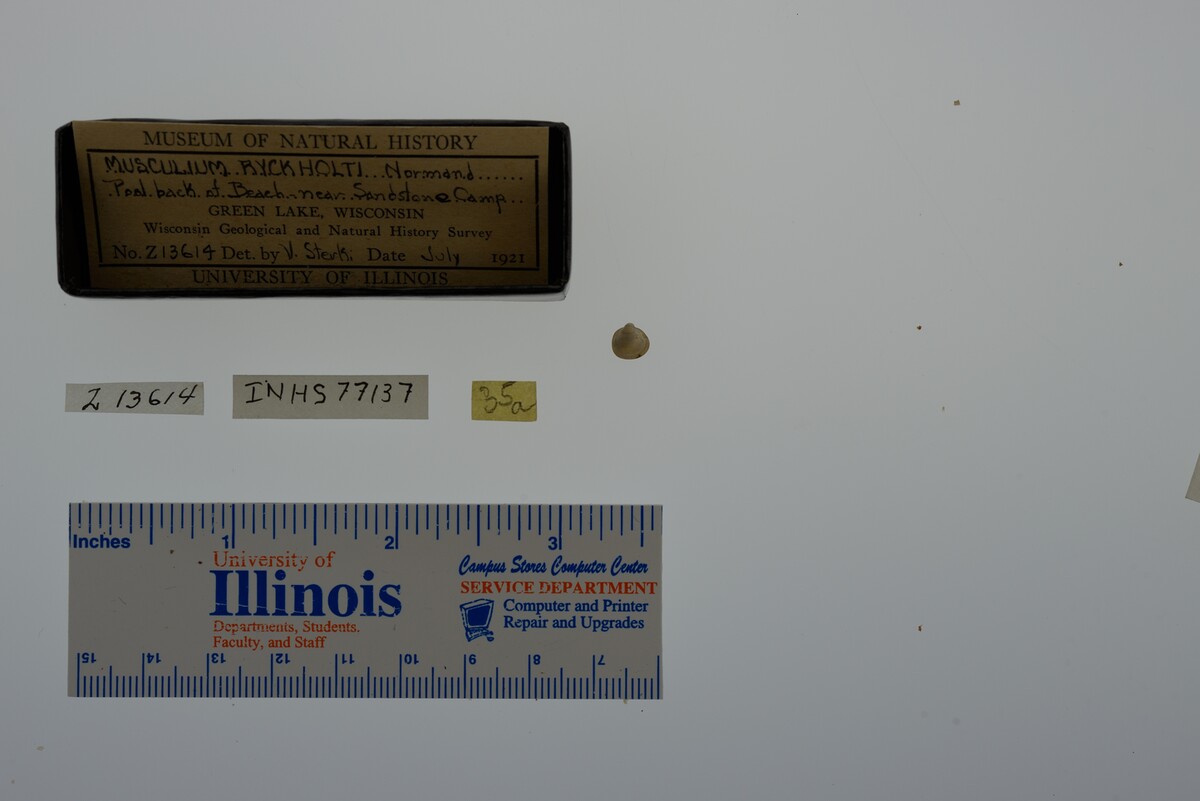 MUSEUM OF NATURAL HISTORY
MUSCULIUM..RYCKHOLTI...Normand......
.Pool.back.of.Beach..near..Sandstone Camp..
GREEN LAKE, WISCONSIN
Wisconsin Geological and Natural History Survey
No. Z13614 Det. by V. Sterki Date July 1921
UNIVERSITY OF ILLINOIS
Z 13614
INHS 77137
35a
Inches 1 2 3
University of
Illinois
Departments, Students.
Faculty, and Staff
Campus Stores Computer Center
SERVICE DEPARTMENT
Computer and Printer
Repair and Upgrades
15 14 13 12 11 10 9 8 7